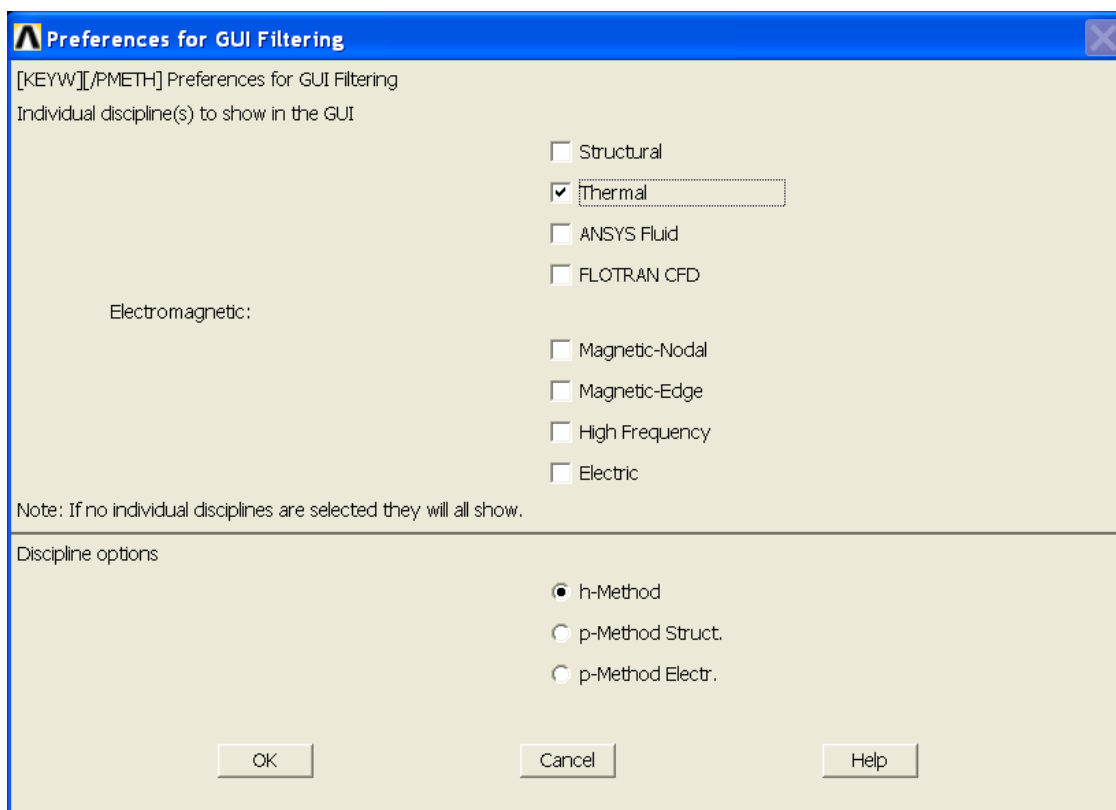 Preferences for GUI Filtering
[KEYW][/PMETH] Preferences for GUI Filtering
Individual discipline(s) to show in the GUI
Structural
Thermal
ANSYS Fluid
FLOTRAN CFD
Electromagnetic:
Magnetic-Nodal
Magnetic-Edge
High Frequency
Electric
Note: If no individual disciplines are selected they will all show.
Discipline options
h-Method
p-Method Struct.
p-Method Electr.
OK Cancel Help